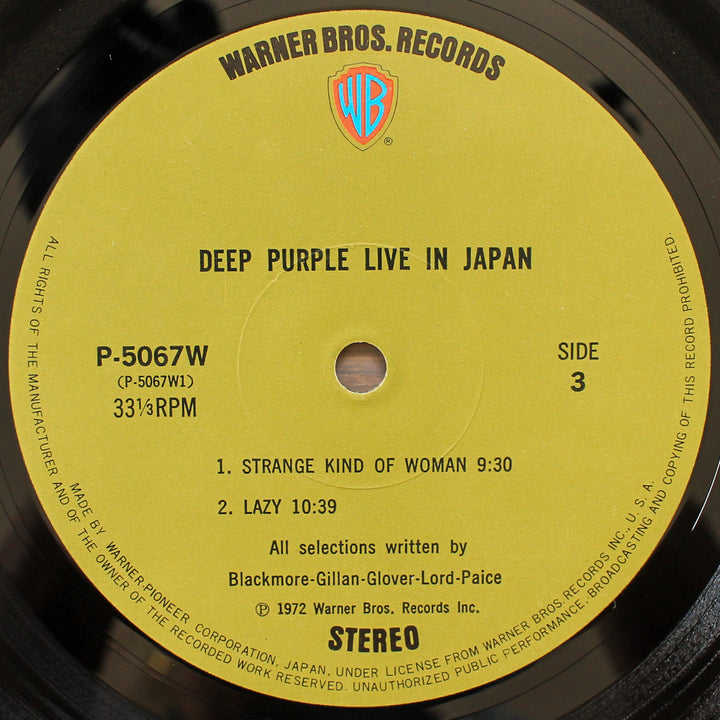 WARNER BROS. RECORDS
WB
®
DEEP PURPLE LIVE IN JAPAN
P-5067W
(P-5067W1)
33⅓RPM
SIDE
3
1. STRANGE KIND OF WOMAN 9:30
2. LAZY 10:39
All selections written by
Blackmore-Gillan-Glover-Lord-Paice
Ⓟ 1972 Warner Bros. Records Inc.
STEREO
MADE BY WARNER-PIONEER CORPORATION, JAPAN, UNDER LICENSE FROM WARNER BROS. RECORDS INC., U. S. A.
ALL RIGHTS OF THE MANUFACTURER AND OF THE OWNER OF THE RECORDED WORK RESERVED. UNAUTHORIZED PUBLIC PERFORMANCE, BROADCASTING AND COPYING OF THIS RECORD PROHIBITED.